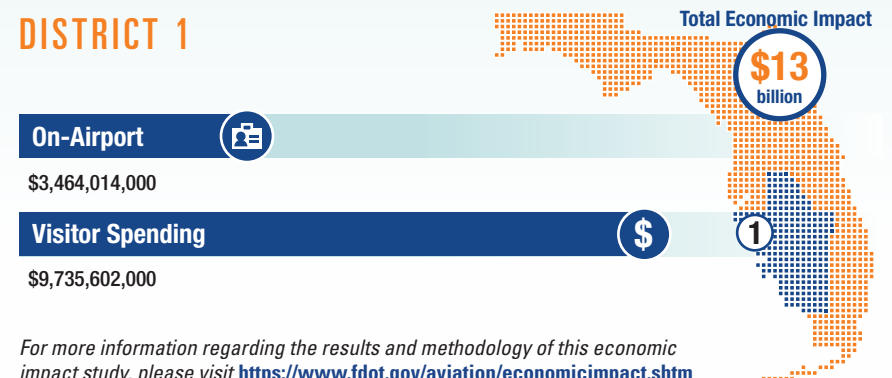 DISTRICT 1
Total Economic Impact
$13
billion
On-Airport
$3,464,014,000
Visitor Spending
$
1
$9,735,602,000
For more information regarding the results and methodology of this economic
impact study, please visit https://www.fdot.gov/aviation/economicimpact.shtm